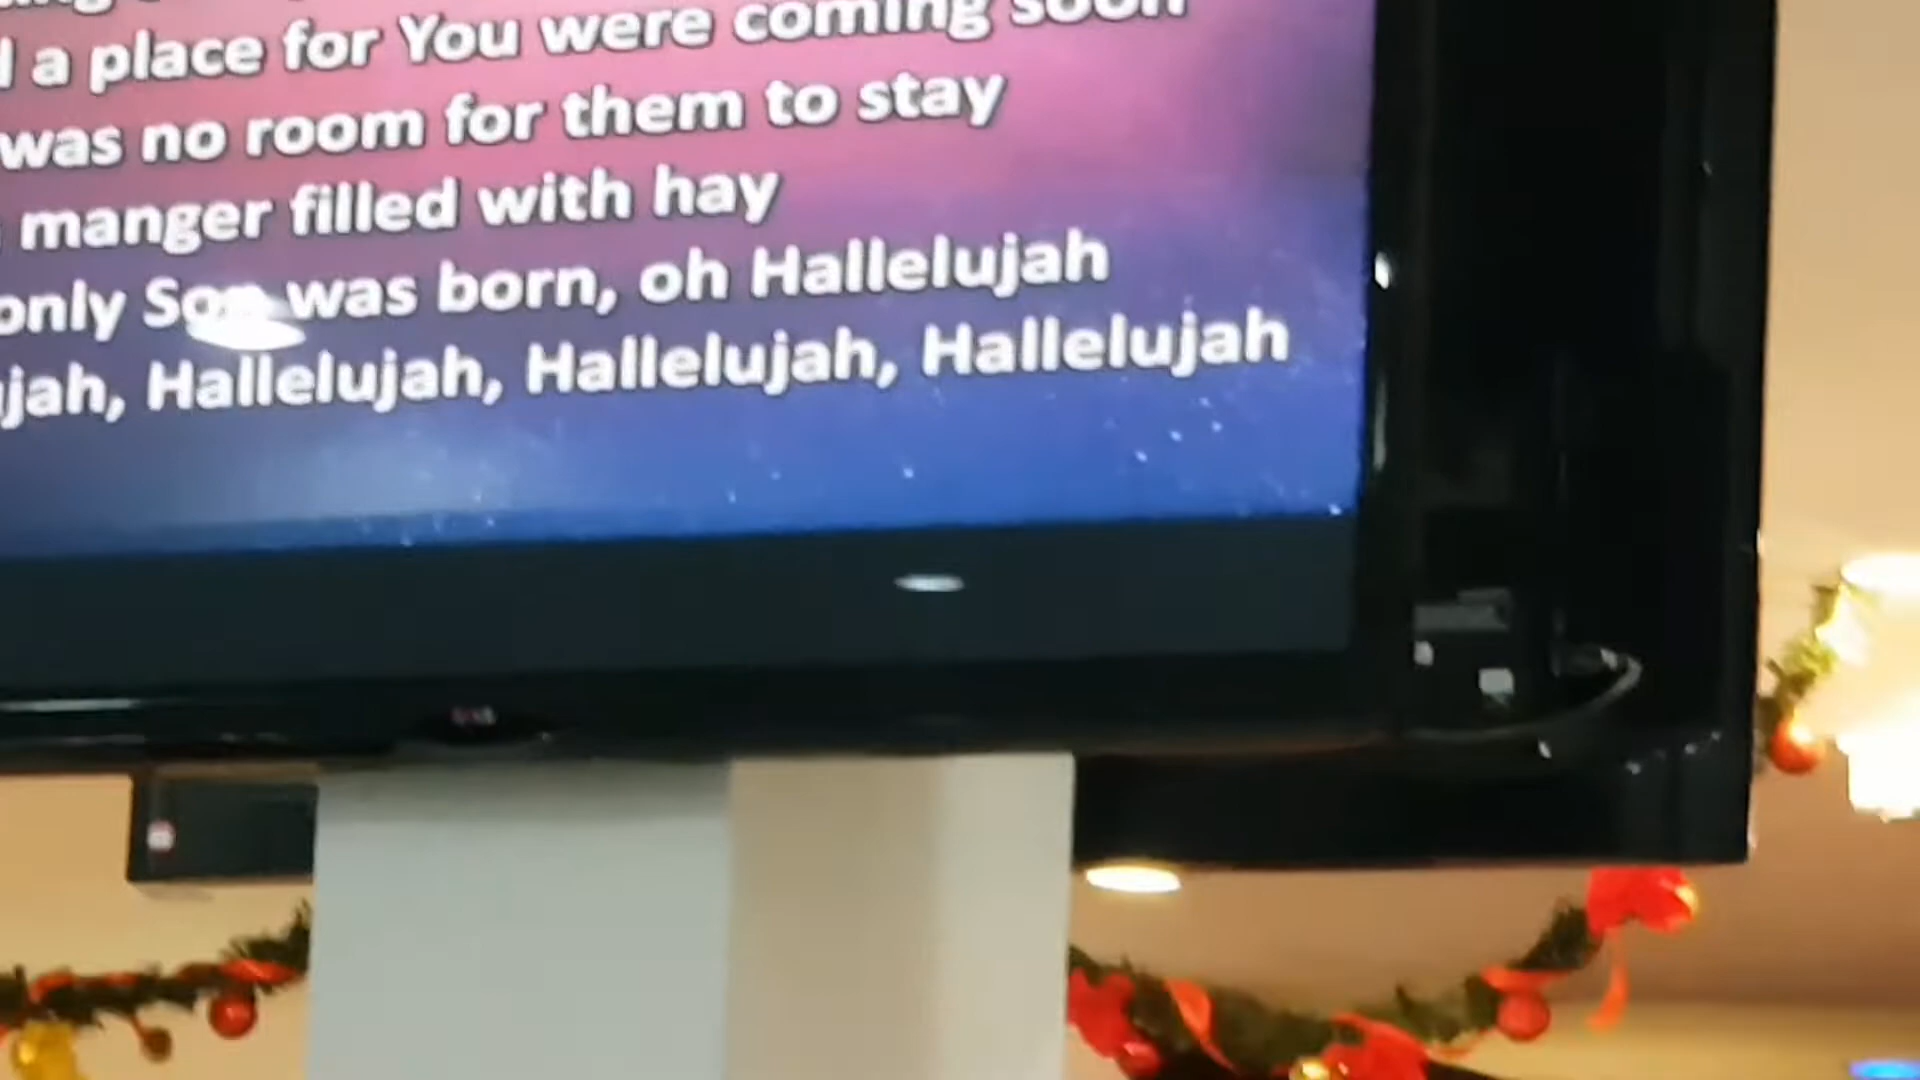 a place for You were coming soon
was no room for them to stay
manger filled with hay
only Son was born, oh Hallelujah
Hallelujah, Hallelujah, Hallelujah